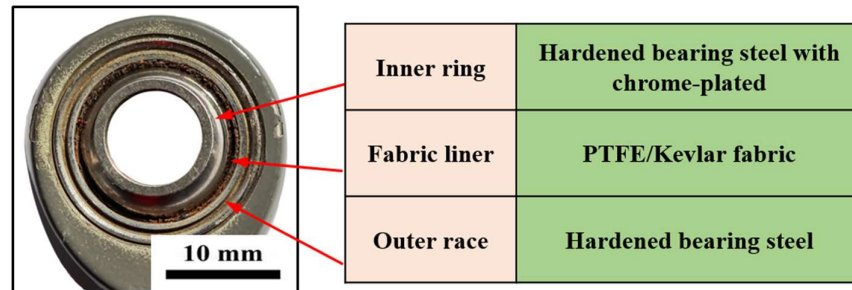 Inner ring
Hardened bearing steel with
chrome-plated
Fabric liner
PTFE/Kevlar fabric
Outer race
Hardened bearing steel
10 mm